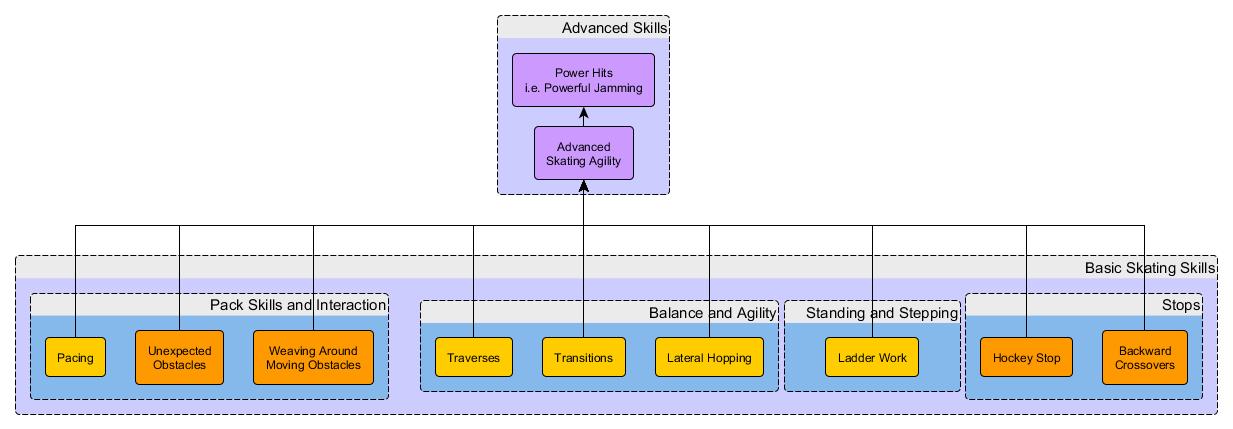 Advanced Skills
Power Hits
i.e. Powerful Jamming
Advanced
Skating Agility
Basic Skating Skills
Pack Skills and Interaction
Pacing
Unexpected
Obstacles
Weaving Around
Moving Obstacles
Balance and Agility
Traverses
Transitions
Lateral Hopping
Standing and Stepping
Ladder Work
Stops
Hockey Stop
Backward
Crossovers